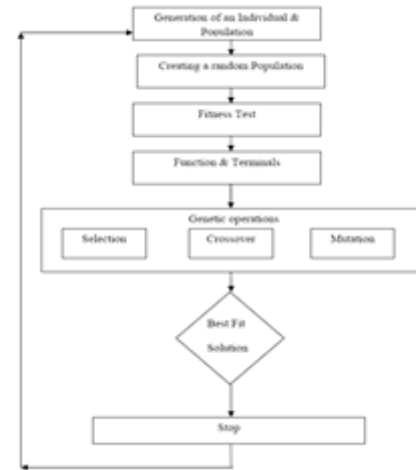 Generation of an Individual &
Population
Creating a random Population
Fitness Test
Function & Terminals
Genetic operations
Selection
Crossover
Mutation
Best Fit
Solution
Stop